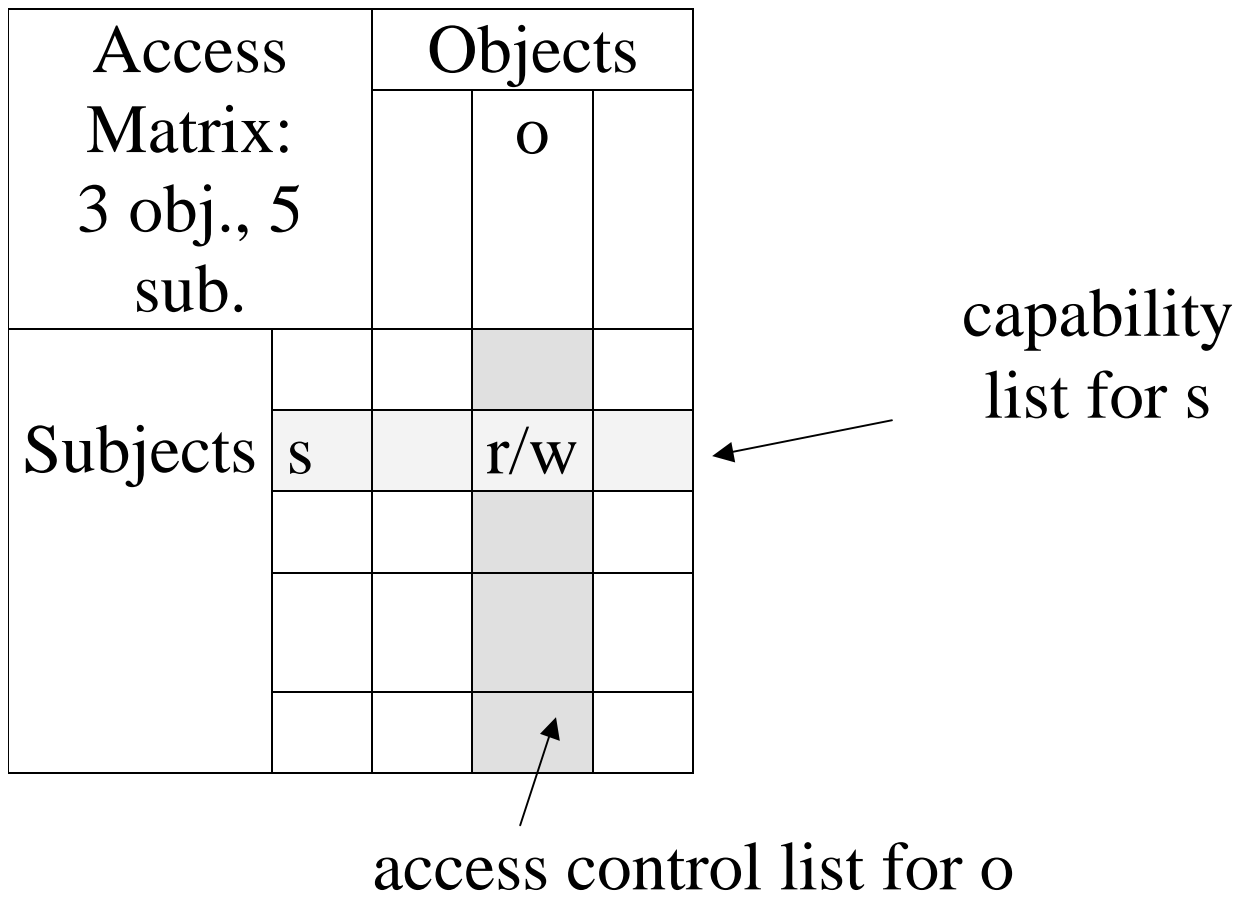 Access
Matrix:
3 obj., 5
sub.
Objects
o
Subjects
s
r/w
capability
list for s
access control list for o